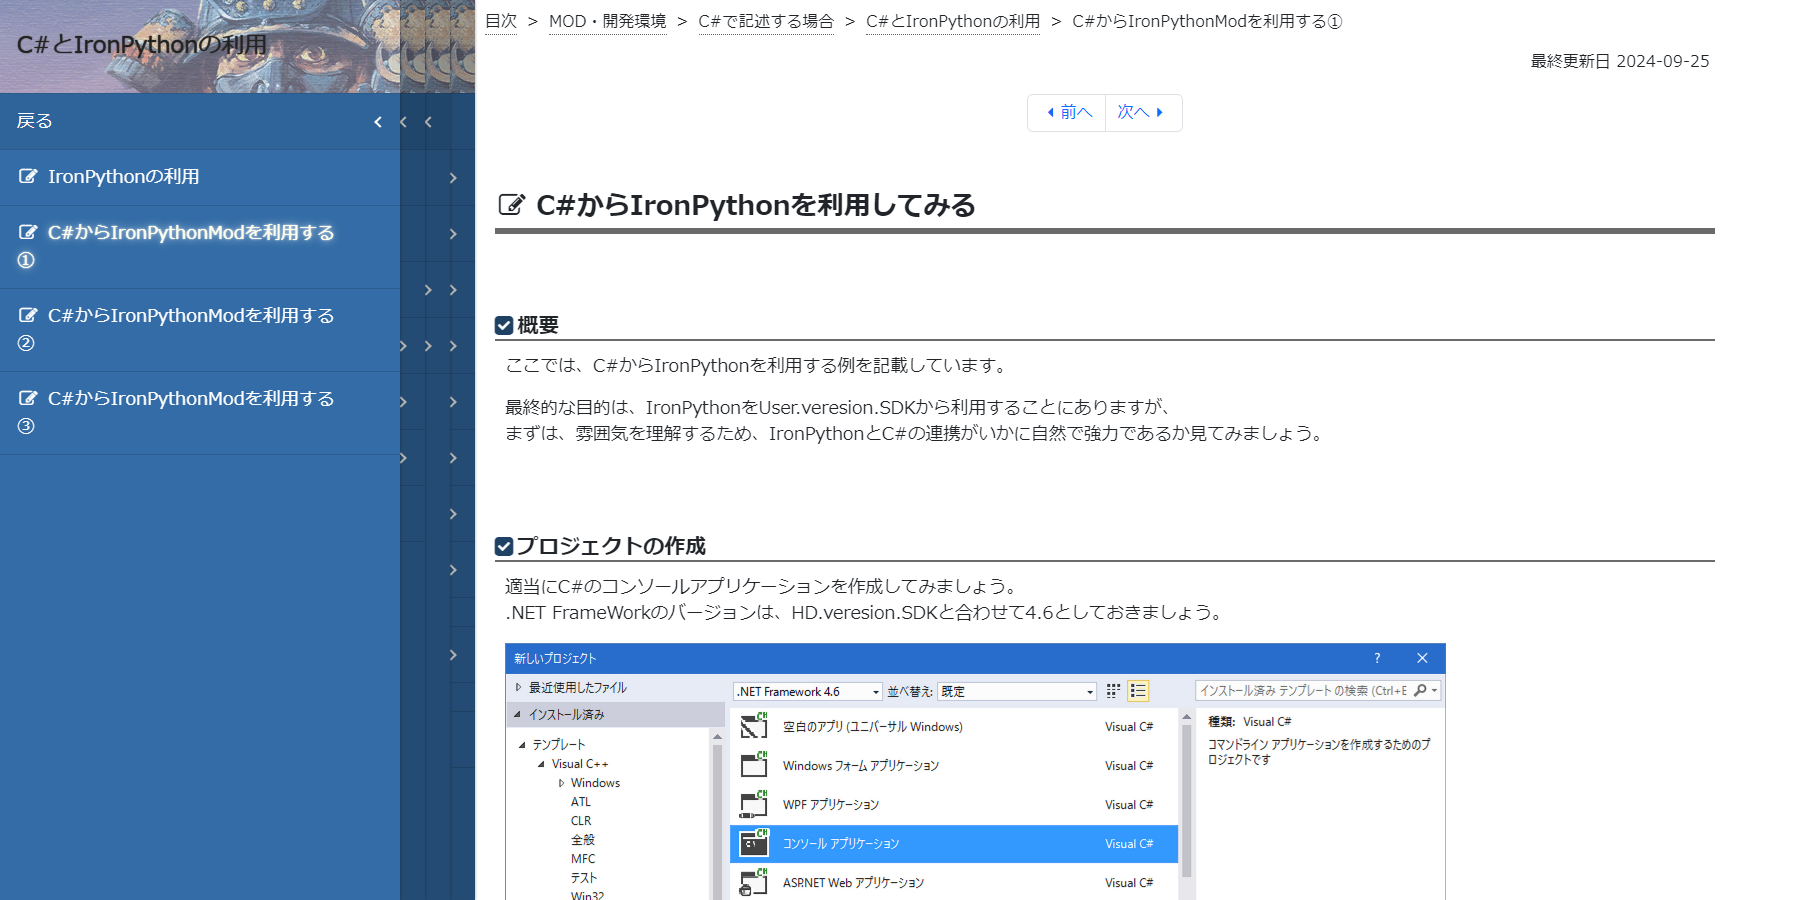 C#とIronPythonの利用
戻る
IronPythonの利用
C#からIronPythonModを利用する
①
C#からIronPythonModを利用する
②
C#からIronPythonModを利用する
③
目次 > MOD・開発環境 > C#で記述する場合 > C#とIronPythonの利用 > C#からIronPythonModを利用する①
最終更新日 2024-09-25
前へ 次へ
C#からIronPythonを利用してみる
概要
ここでは、C#からIronPythonを利用する例を記載しています。
最終的な目的は、IronPythonをUser.veresion.SDKから利用することにありますが、
まずは、雰囲気を理解するため、IronPythonとC#の連携がいかに自然で強力であるか見てみましょう。
プロジェクトの作成
適当にC#のコンソールアプリケーションを作成してみましょう。
.NET FrameWorkのバージョンは、HD.veresion.SDKと合わせて4.6としておきましょう。
新しいプロジェクト ?
最近使用したファイル
インストール済み
テンプレート
Visual C++
Windows
ATL
CLR
全般
MFC
テスト
Win32
.NET Framework 4.6 並べ替え: 既定
インストール済み テンプレート の検索 (Ctrl+E
空白のアプリ (ユニバーサル Windows) Visual C#
Windows フォーム アプリケーション Visual C#
WPF アプリケーション Visual C#
コンソール アプリケーション Visual C#
ASP.NET Web アプリケーション Visual C#
種類: Visual C#
コマンドライン アプリケーションを作成するためのプ
ロジェクトです